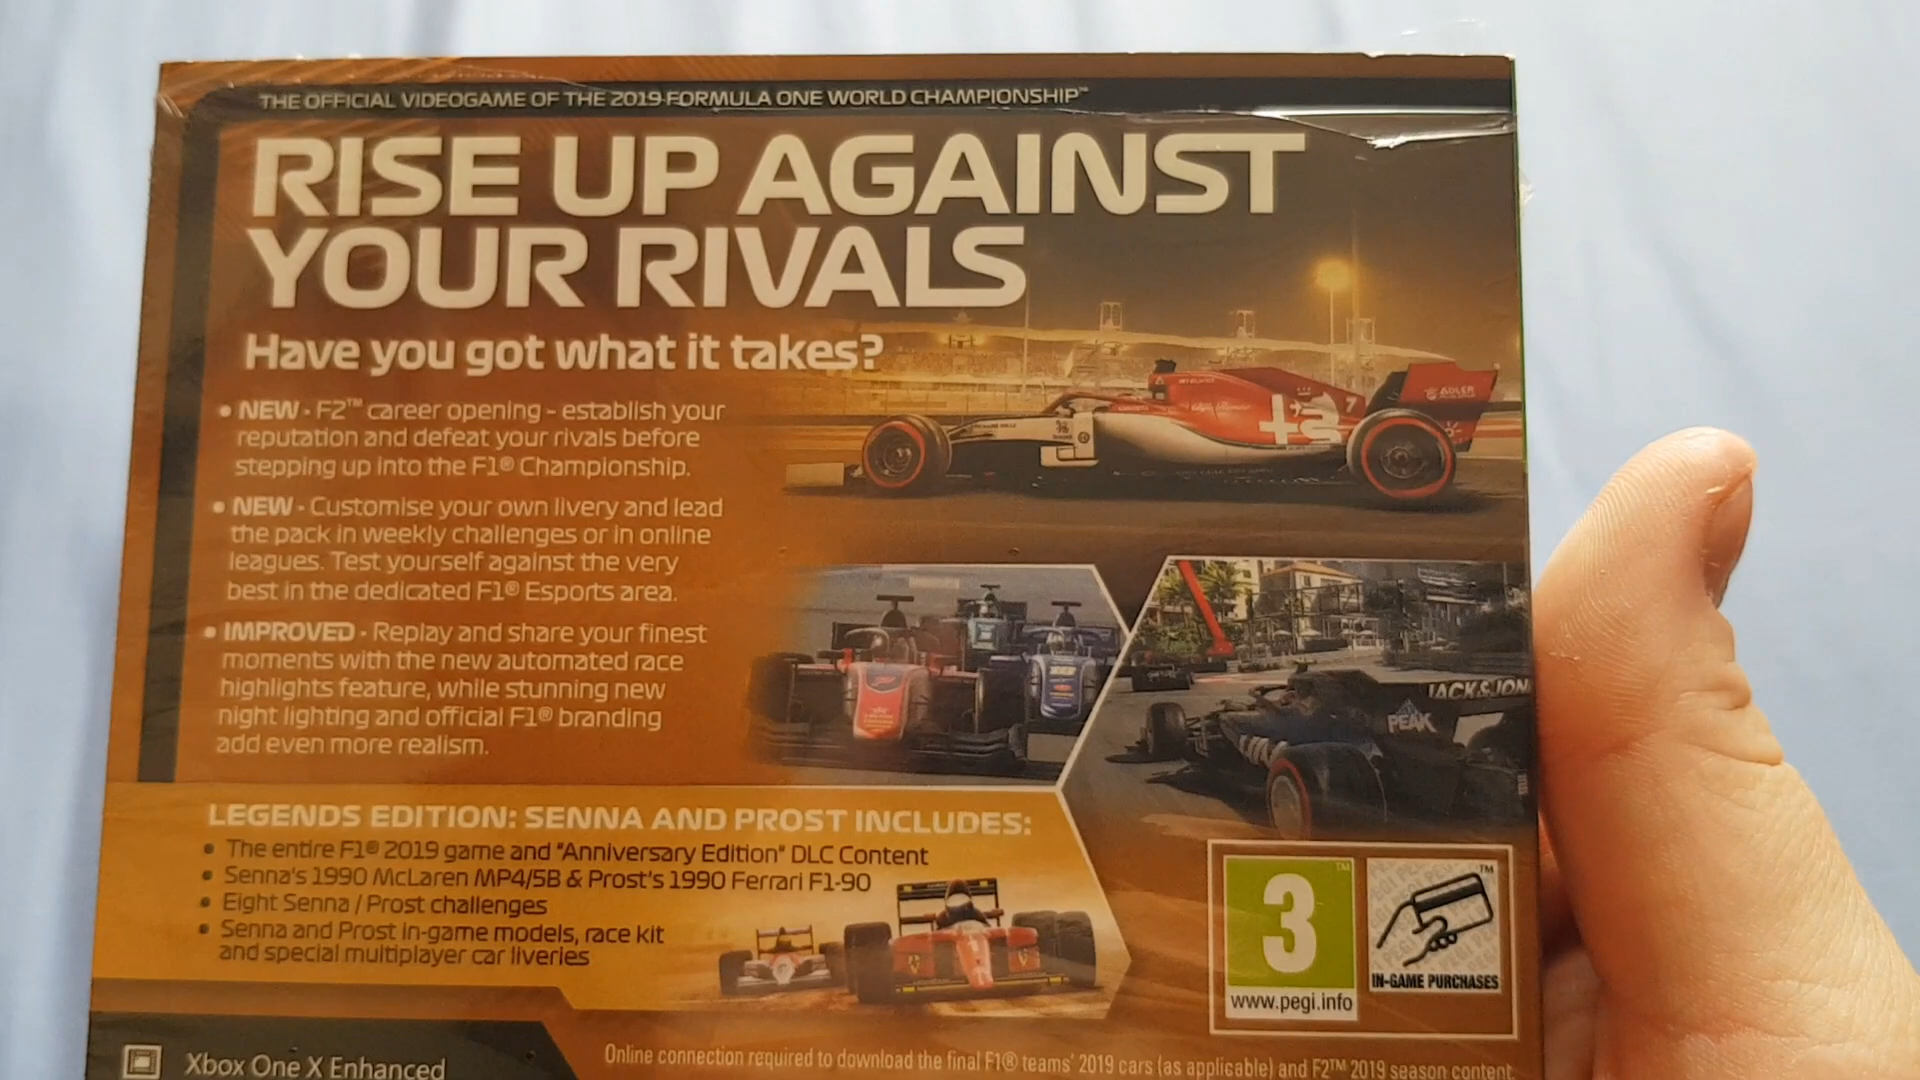 THE OFFICIAL VIDEOGAME OF THE 2019 FORMULA ONE WORLD CHAMPIONSHIP™
RISE UP AGAINST
YOUR RIVALS
Have you got what it takes?
• NEW - F2™ career opening - establish your
reputation and defeat your rivals before
stepping up into the F1® Championship.
• NEW - Customise your own livery and lead
the pack in weekly challenges or in online
leagues. Test yourself against the very
best in the dedicated F1® Esports area.
• IMPROVED - Replay and share your finest
moments with the new automated race
highlights feature, while stunning new
night lighting and official F1® branding
add even more realism.
ADLER
7
JACK & JON
PEAK
LEGENDS EDITION: SENNA AND PROST INCLUDES:
• The entire F1® 2019 game and "Anniversary Edition" DLC Content
• Senna's 1990 McLaren MP4/5B & Prost's 1990 Ferrari F1-90
• Eight Senna / Prost challenges
• Senna and Prost in-game models, race kit
and special multiplayer car liveries
3™
www.pegi.info
™
IN-GAME PURCHASES
Xbox One X Enhanced
Online connection required to download the final F1® teams' 2019 cars (as applicable) and F2™ 2019 season content.